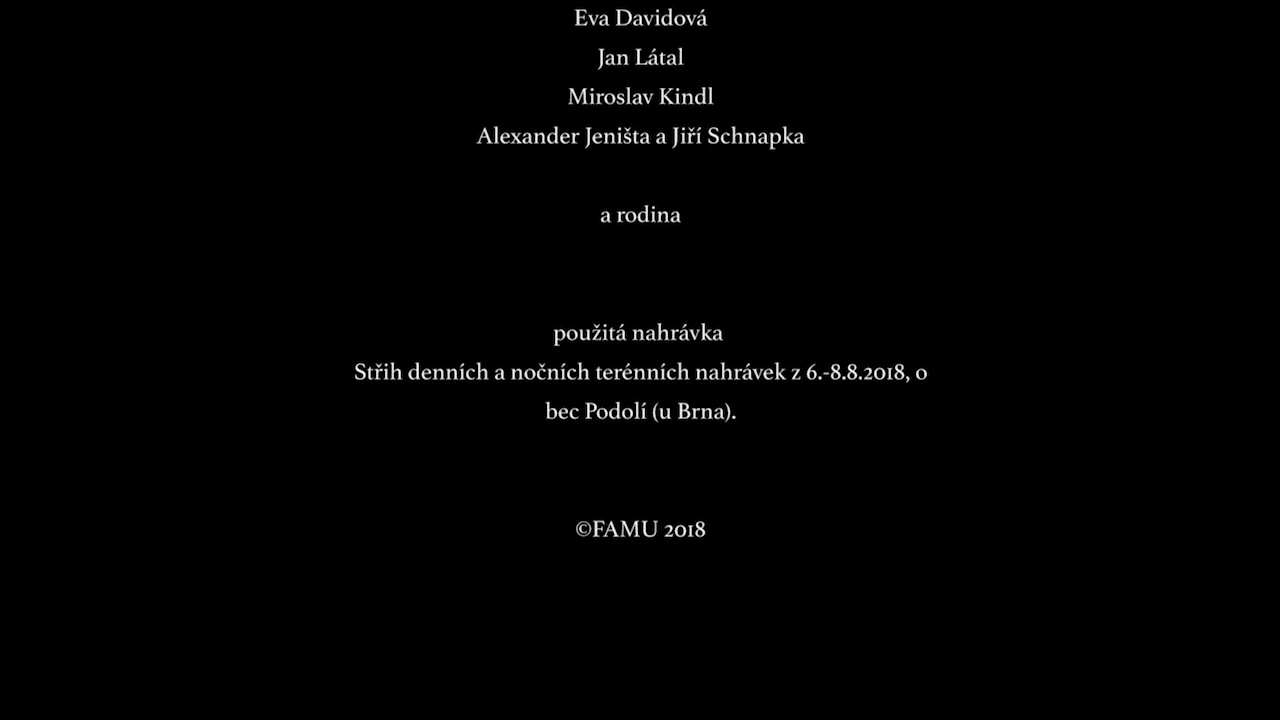 Eva Davidová
Jan Látal
Miroslav Kindl
Alexander Jeništa a Jiří Schnapka
a rodina
použitá nahrávka
Střih denních a nočních terénních nahrávek z 6.-8.8.2018, o
bec Podolí (u Brna).
©FAMU 2018